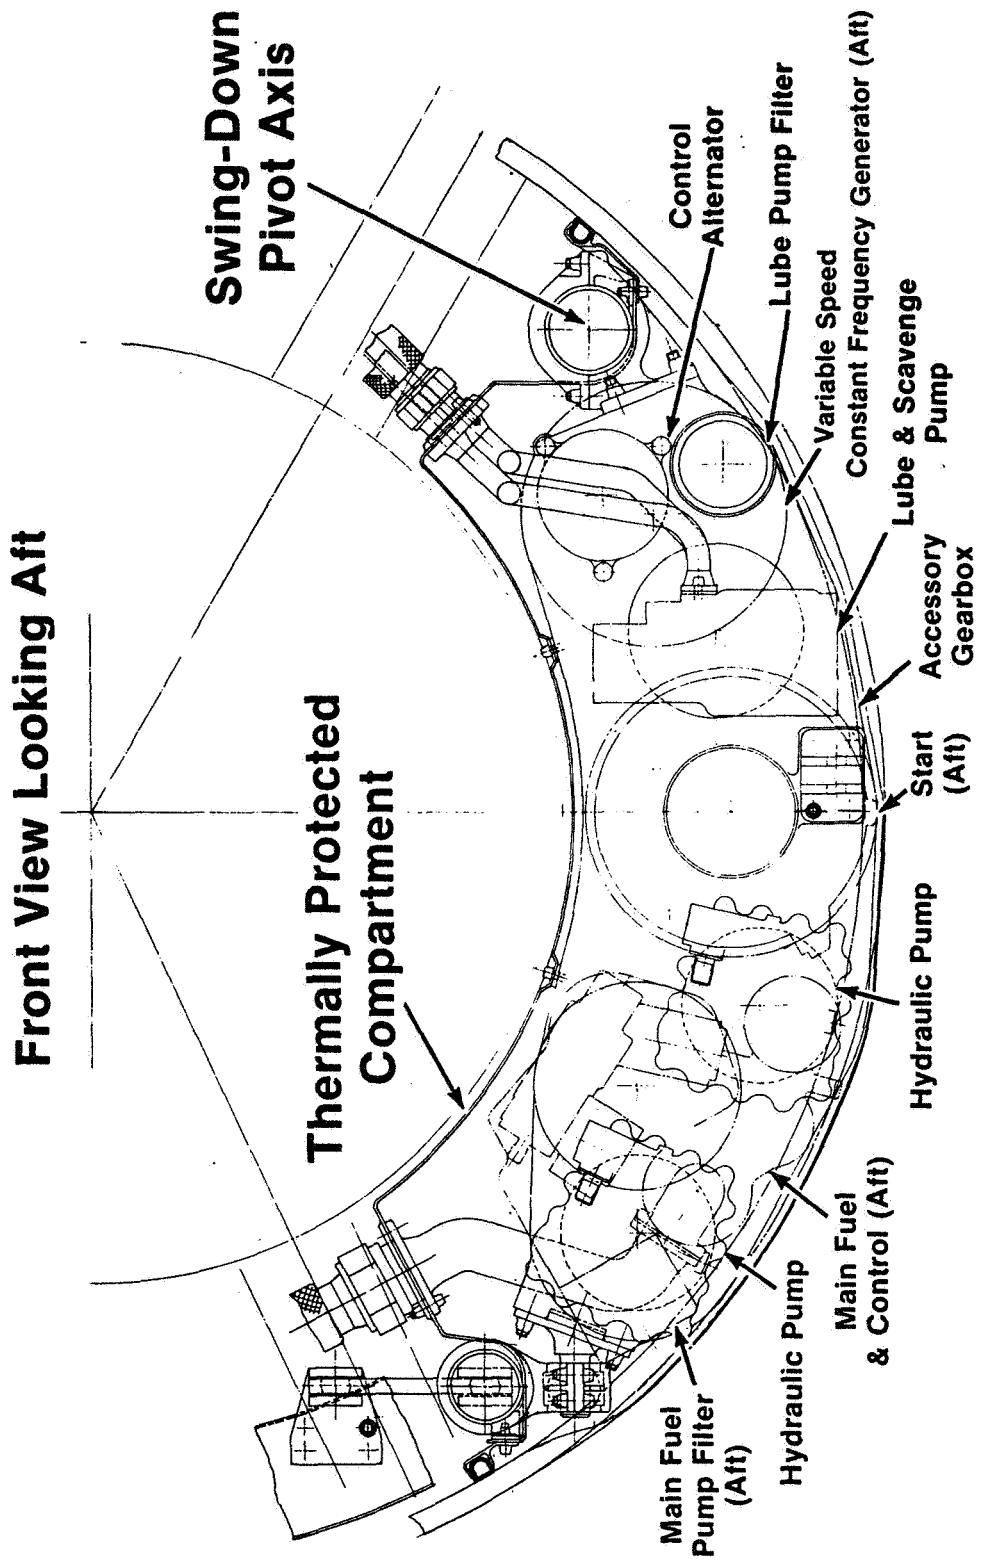 Front View Looking Aft
Thermally Protected
Compartment
Swing-Down
Pivot Axis
Main Fuel
Pump Filter
(Aft)
Hydraulic Pump
Main Fuel
& Control (Aft)
Hydraulic Pump
Start
(Aft)
Accessory
Gearbox
Lube & Scavenge
Pump
Variable Speed
Constant Frequency Generator (Aft)
Lube Pump Filter
Control
Alternator